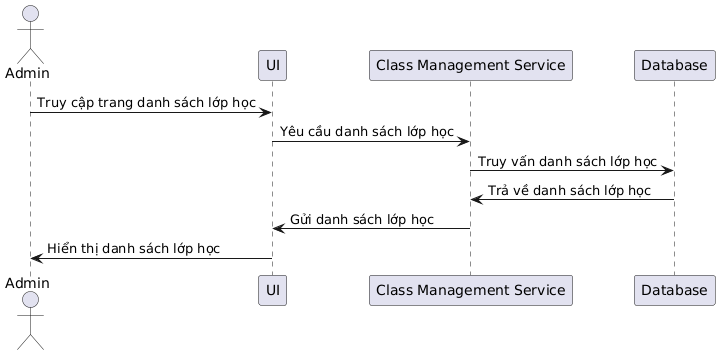 Admin
UI
Class Management Service
Database
Truy cập trang danh sách lớp học
Yêu cầu danh sách lớp học
Truy vấn danh sách lớp học
Trả về danh sách lớp học
Gửi danh sách lớp học
Hiển thị danh sách lớp học
Admin
UI
Class Management Service
Database